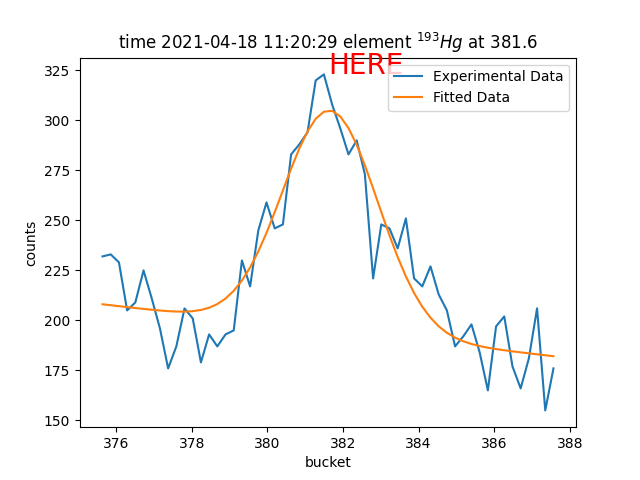 time 2021-04-18 11:20:29 element ¹⁹³Hg at 381.6
HERE
Experimental Data
Fitted Data
325
300
275
250
225
200
175
150
counts
376 378 380 382 384 386 388
bucket